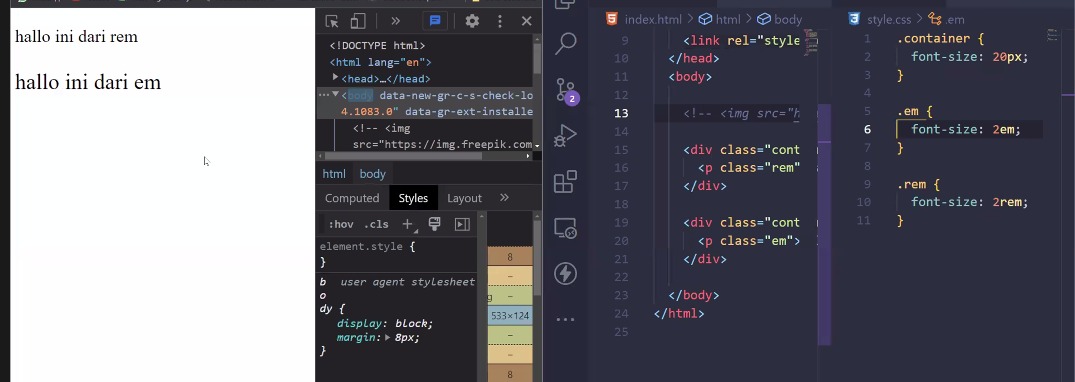 hallo ini dari rem
hallo ini dari em
<!DOCTYPE html>
<html lang="en">
<head>…</head>
<body data-new-gr-c-s-check-lo
4.1083.0" data-gr-ext-installe
<!-- <img
src="https://img.freepik.com
html body
Computed Styles Layout
:hov .cls
element.style {
}
b user agent stylesheet
o
dy {
display: block;
margin: 8px;
}
8
–
–
533×124
–
–
8
2
index.html > html > body
9 <link rel="style
10 </head>
11 <body>
12
13 <!-- <img src="h
14
15 <div class="cont
16 <p class="rem"
17 </div>
18
19 <div class="cont
20 <p class="em">
21 </div>
22
23 </body>
24 </html>
25
style.css > .em
1 .container {
2 font-size: 20px;
3 }
4
5 .em {
6 font-size: 2em;
7 }
8
9 .rem {
10 font-size: 2rem;
11 }